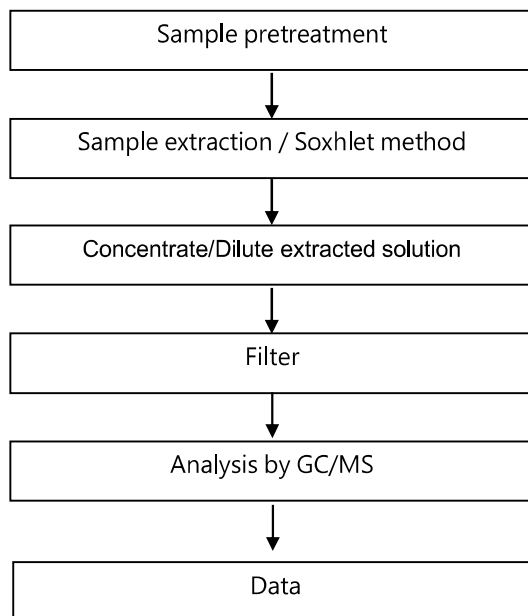 Sample pretreatment
Sample extraction / Soxhlet method
Concentrate/Dilute extracted solution
Filter
Analysis by GC/MS
Data